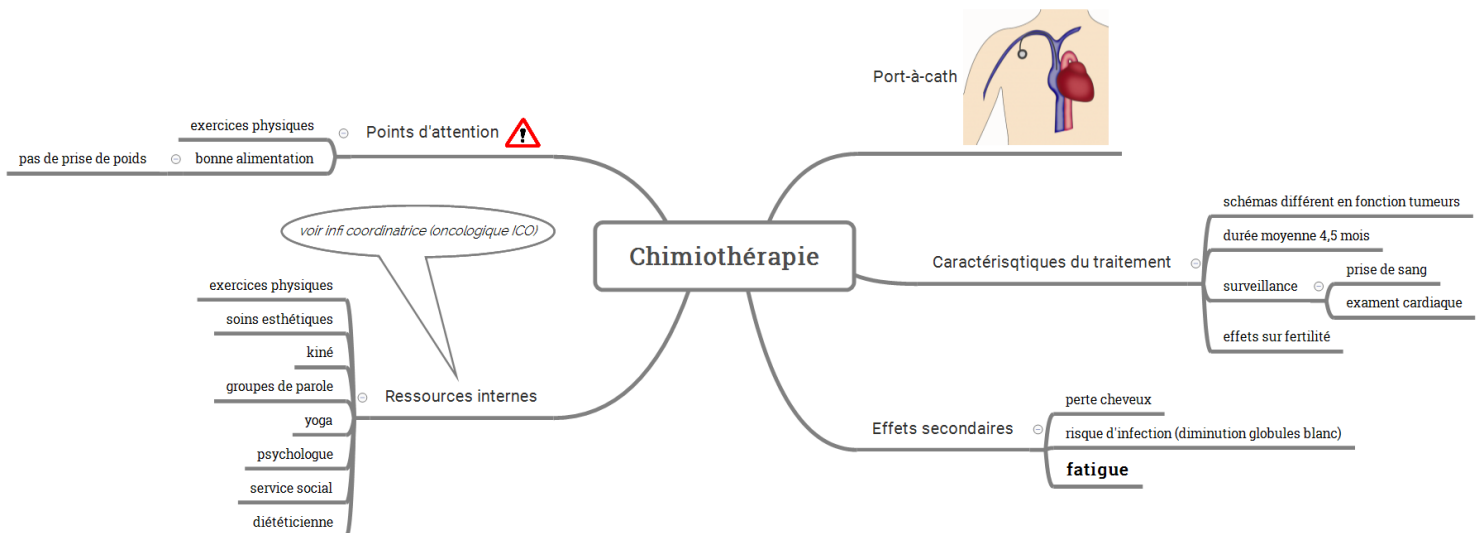 Chimiothérapie
Port-à-cath
Caractérisqtiques du traitement
schémas différent en fonction tumeurs
durée moyenne 4,5 mois
surveillance
prise de sang
exament cardiaque
effets sur fertilité
Effets secondaires
perte cheveux
risque d'infection (diminution globules blanc)
fatigue
Points d'attention
exercices physiques
bonne alimentation
pas de prise de poids
voir infi coordinatrice (oncologique ICO)
Ressources internes
exercices physiques
soins esthétiques
kiné
groupes de parole
yoga
psychologue
service social
diététicienne